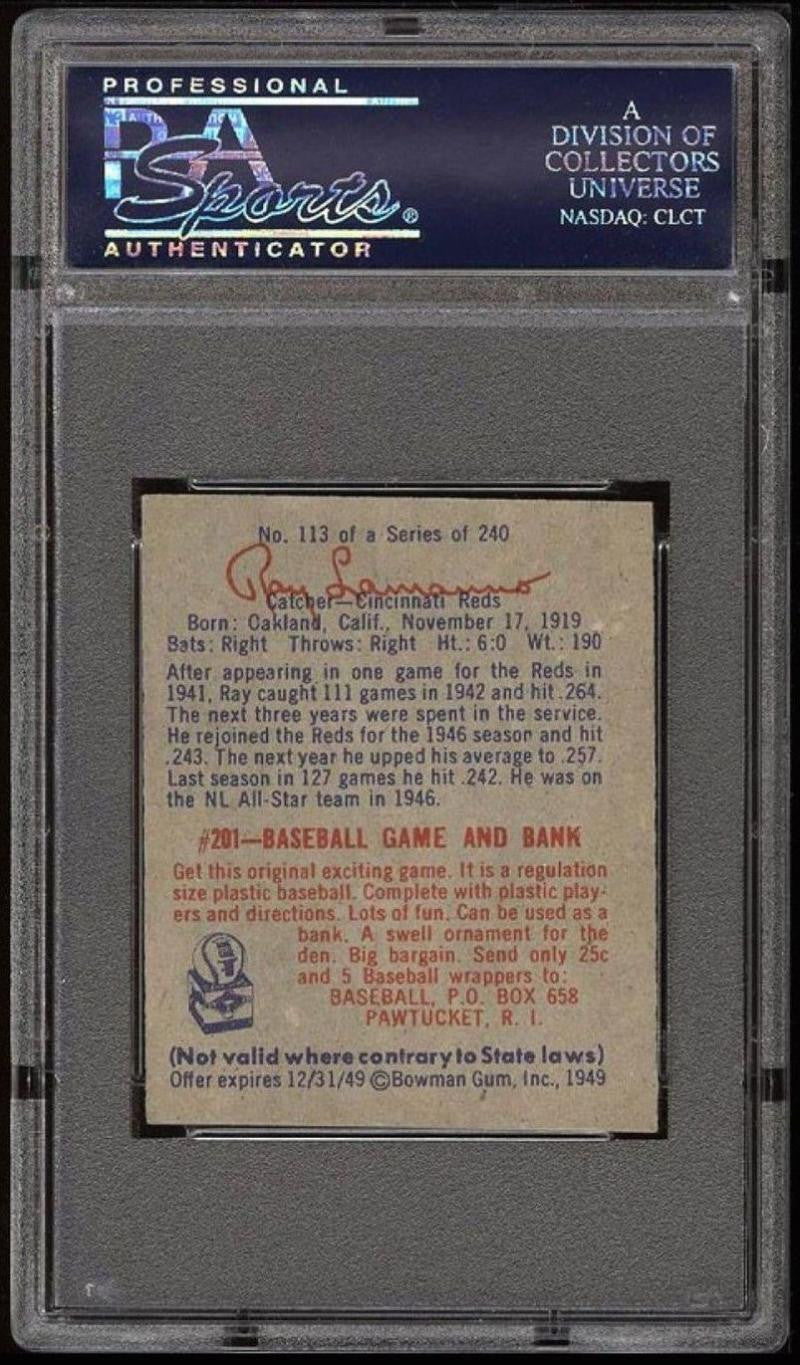 PROFESSIONAL
PSA
Sports®
AUTHENTICATOR
A
DIVISION OF
COLLECTORS
UNIVERSE
NASDAQ: CLCT
No. 113 of a Series of 240
Ray Lamanno
Catcher—Cincinnati Reds
Born: Oakland, Calif., November 17, 1919
Bats: Right Throws: Right Ht.: 6:0 Wt.: 190
After appearing in one game for the Reds in
1941, Ray caught 111 games in 1942 and hit .264.
The next three years were spent in the service.
He rejoined the Reds for the 1946 season and hit
.243. The next year he upped his average to .257.
Last season in 127 games he hit .242. He was on
the NL All-Star team in 1946.
#201—BASEBALL GAME AND BANK
Get this original exciting game. It is a regulation
size plastic baseball. Complete with plastic play-
ers and directions. Lots of fun. Can be used as a
bank. A swell ornament for the
den. Big bargain. Send only 25c
and 5 Baseball wrappers to:
BASEBALL, P.O. BOX 658
PAWTUCKET, R. I.
(Not valid where contrary to State laws)
Offer expires 12/31/49 ©Bowman Gum, Inc., 1949